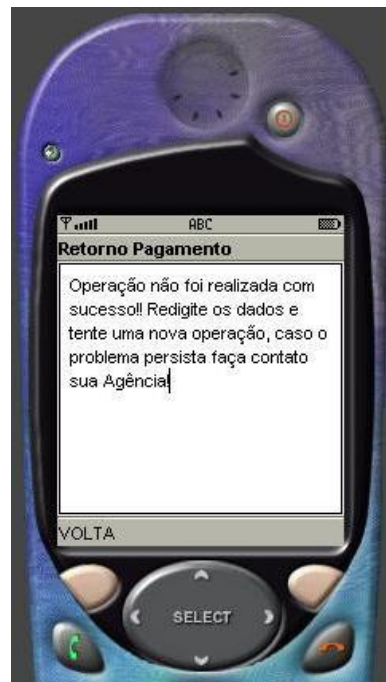 ABC
Retorno Pagamento
Operação não foi realizada com
sucesso!! Redigite os dados e
tente uma nova operação, caso o
problema persista faça contato
sua Agência!
VOLTA
SELECT